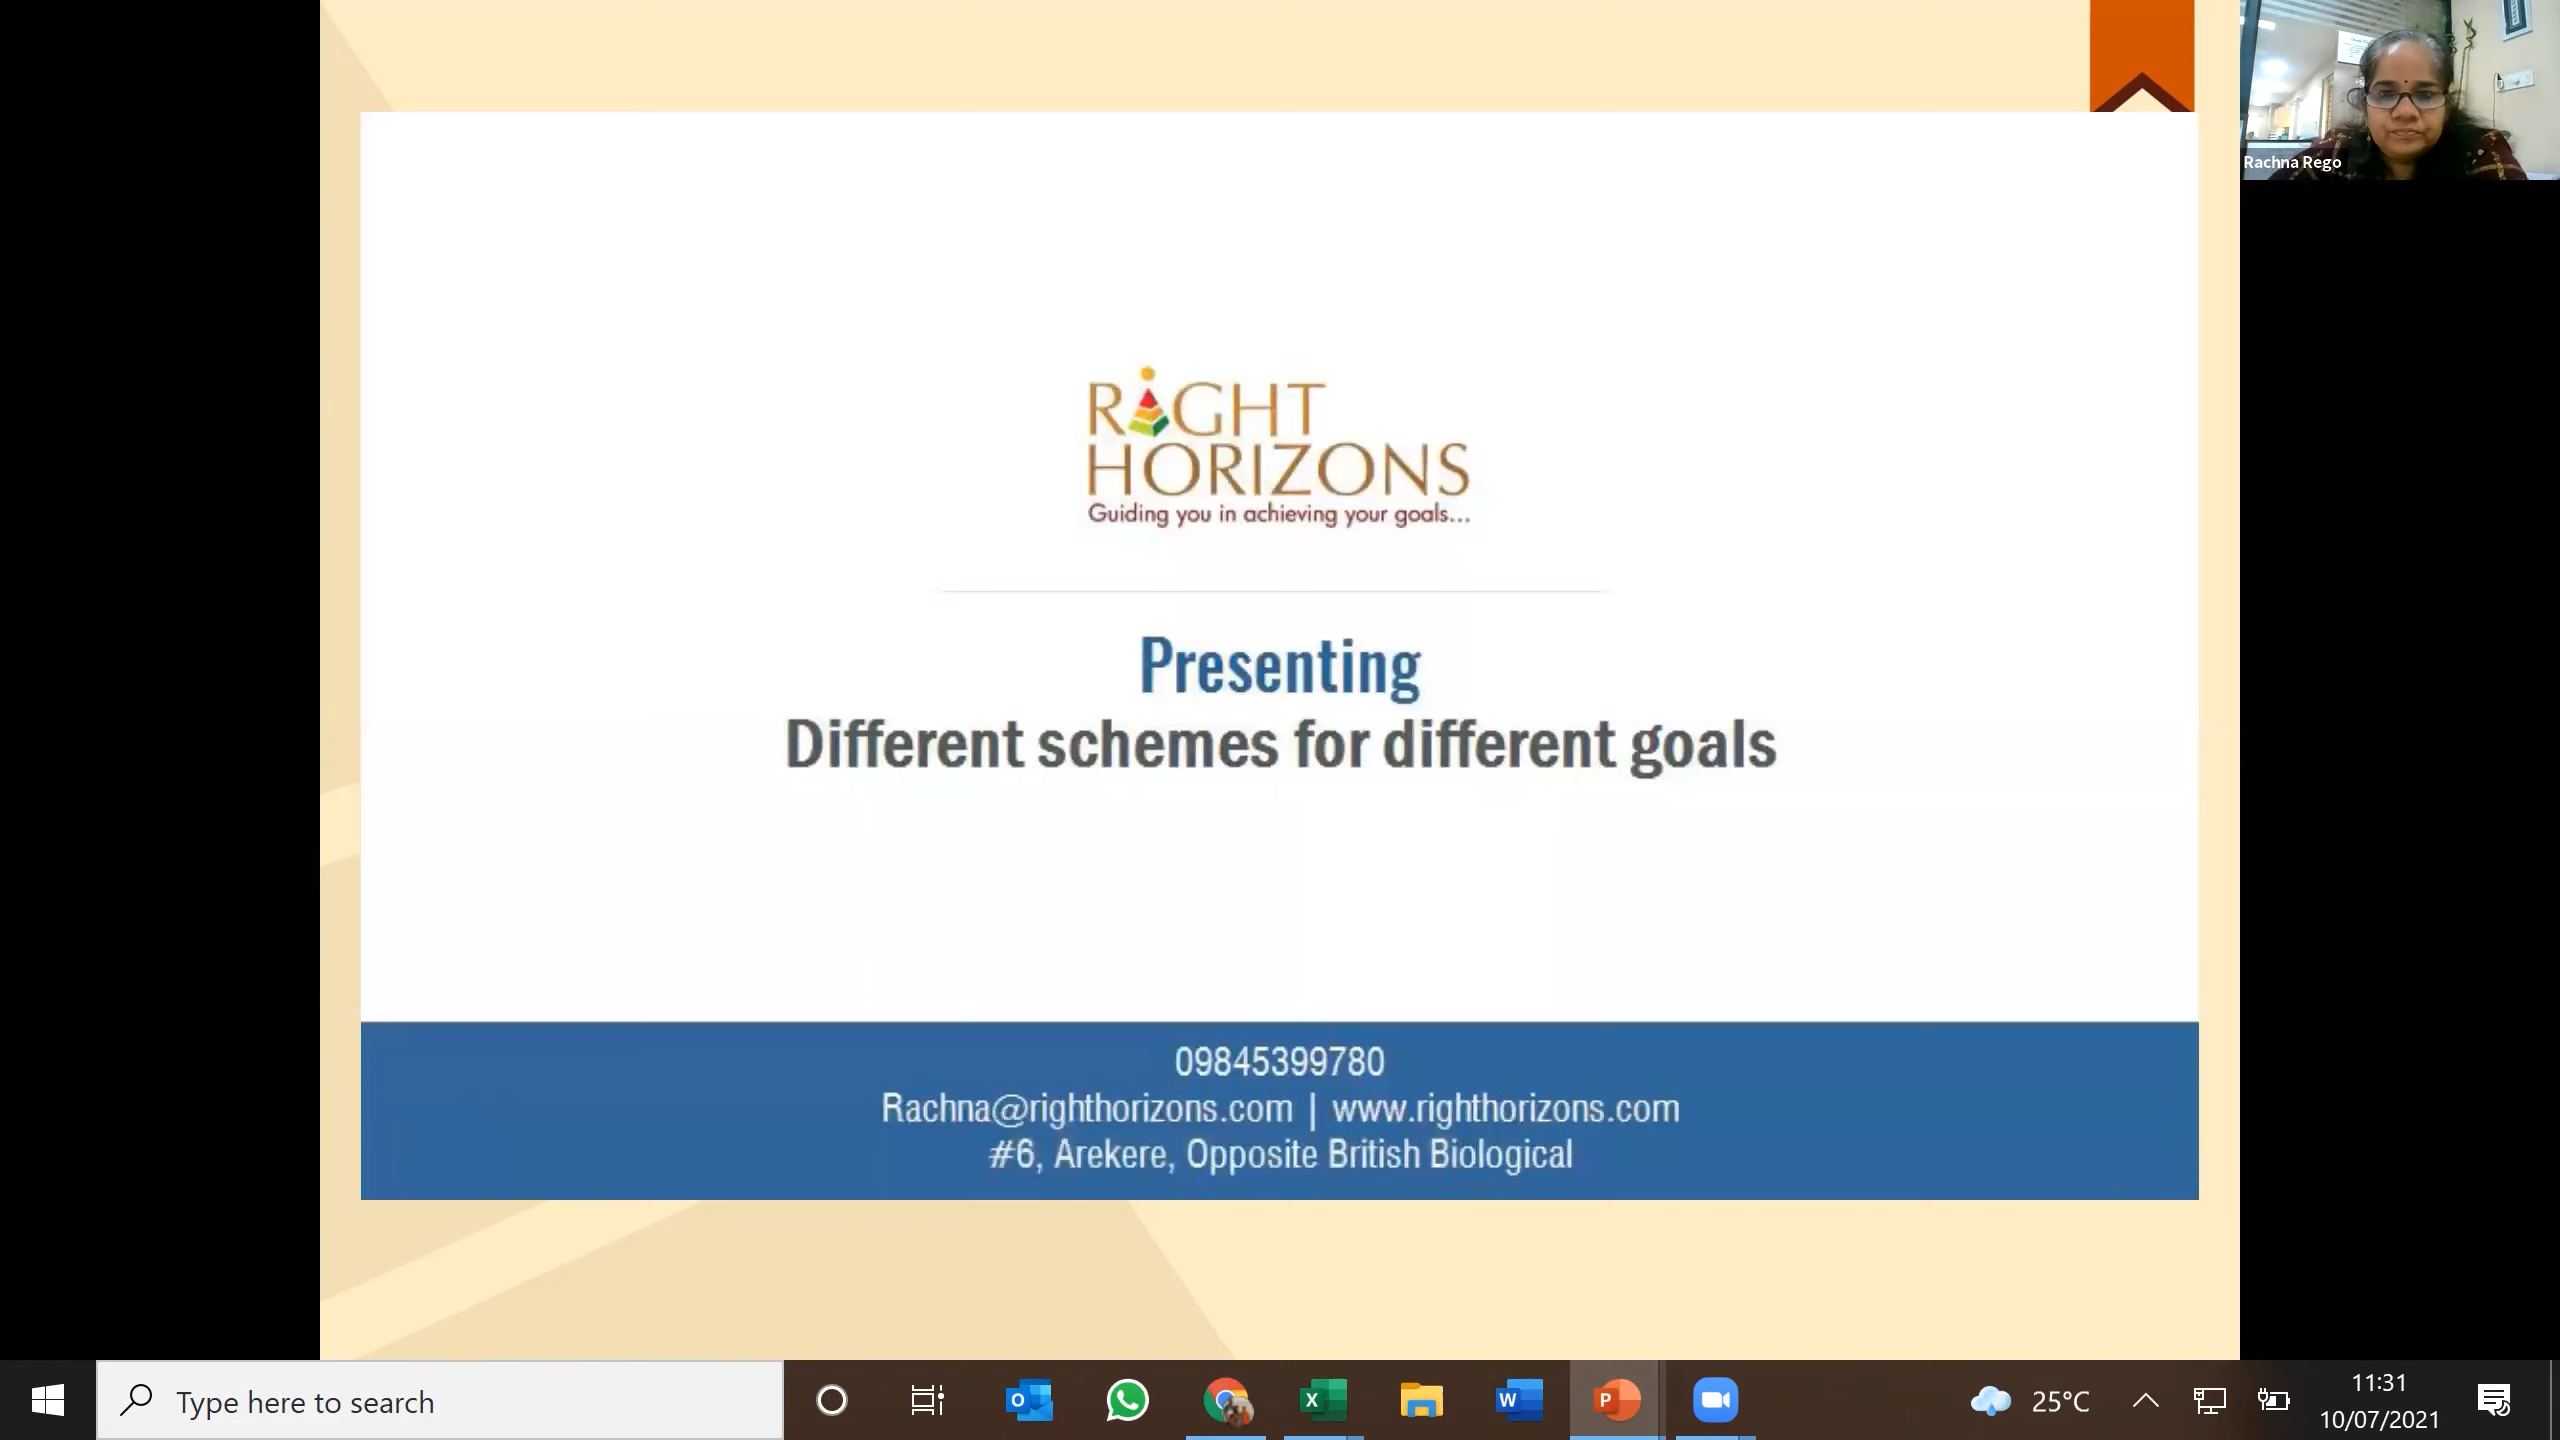 Rachna Rego
RIGHT
HORIZONS
Guiding you in achieving your goals...
Presenting
Different schemes for different goals
09845399780
Rachna@righthorizons.com | www.righthorizons.com
#6, Arekere, Opposite British Biological
Type here to search
25°C
11:31
10/07/2021